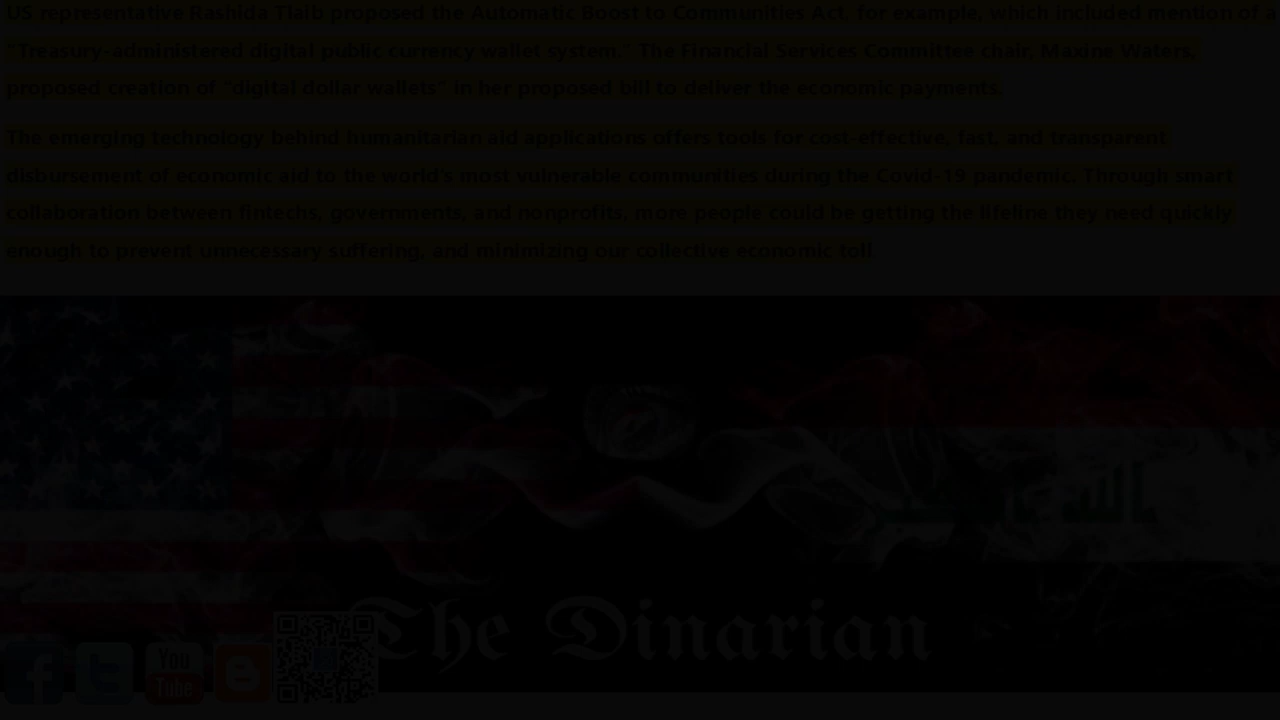 US representative Rashida Tlaib proposed the Automatic Boost to Communities Act, for example, which included mention of a
"Treasury-administered digital public currency wallet system." The Financial Services Committee chair, Maxine Waters,
proposed creation of "digital dollar wallets" in her proposed bill to deliver the economic payments.
The emerging technology behind humanitarian aid applications offers tools for cost-effective, fast, and transparent
disbursement of economic aid to the world's most vulnerable communities during the Covid-19 pandemic. Through smart
collaboration between fintechs, governments, and nonprofits, more people could be getting the lifeline they need quickly
enough to prevent unnecessary suffering, and minimizing our collective economic toll
الله
The Dinarian
You
Tube